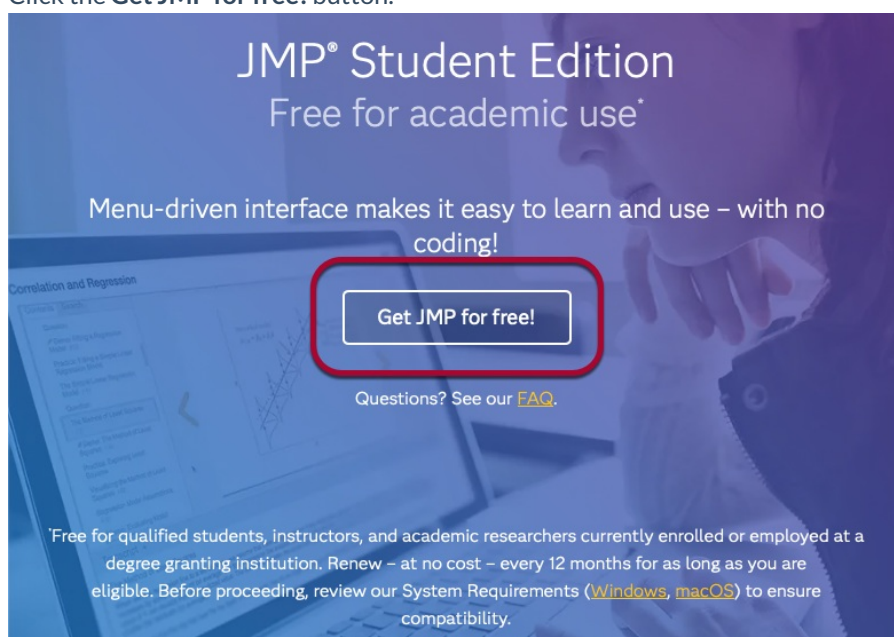 Click the Get JMP for free! button.
JMP® Student Edition
Free for academic use*
Menu-driven interface makes it easy to learn and use – with no
coding!
Correlation and Regression
Get JMP for free!
Questions? See our FAQ.
*Free for qualified students, instructors, and academic researchers currently enrolled or employed at a
degree granting institution. Renew – at no cost – every 12 months for as long as you are
eligible. Before proceeding, review our System Requirements (Windows, macOS) to ensure
compatibility.